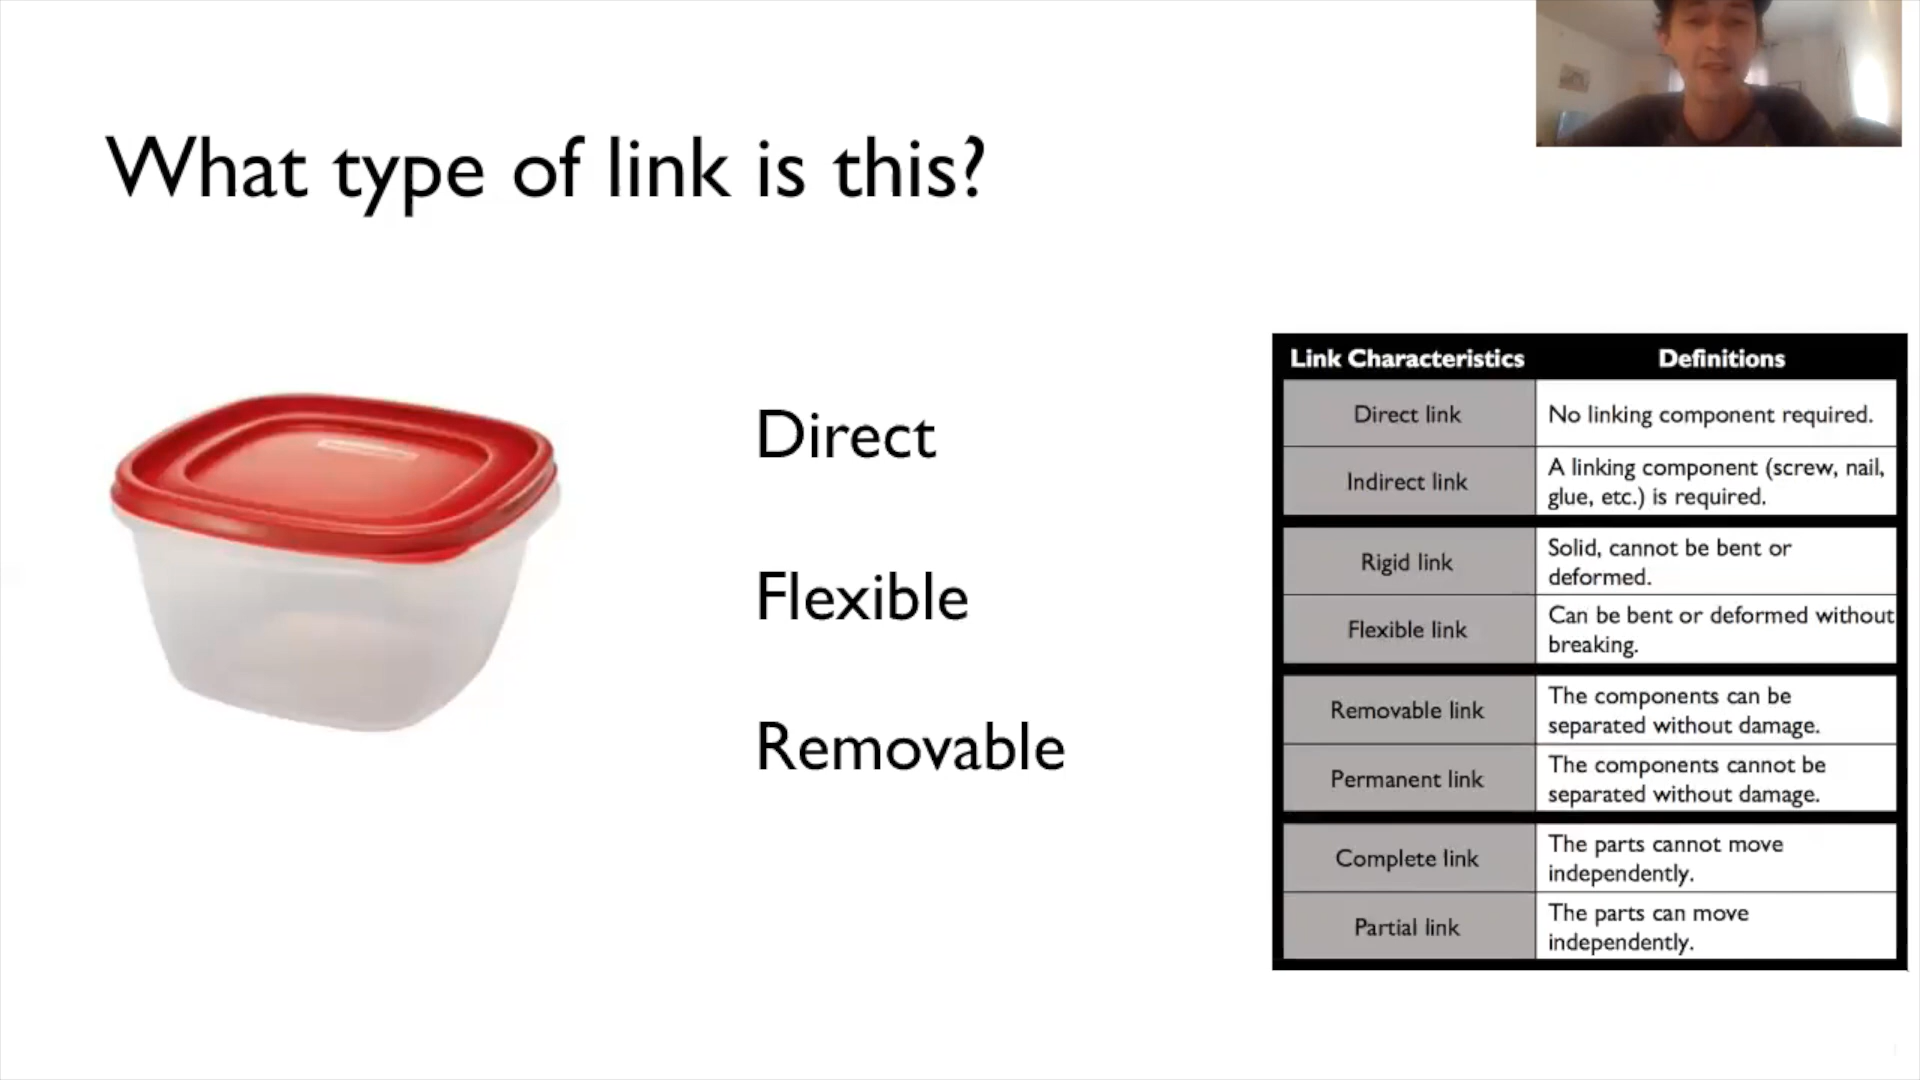 What type of link is this?
Direct
Flexible
Removable
Link Characteristics Definitions
Direct link No linking component required.
Indirect link A linking component (screw, nail,
glue, etc.) is required.
Rigid link Solid, cannot be bent or
deformed.
Flexible link Can be bent or deformed without
breaking.
Removable link The components can be
separated without damage.
Permanent link The components cannot be
separated without damage.
Complete link The parts cannot move
independently.
Partial link The parts can move
independently.